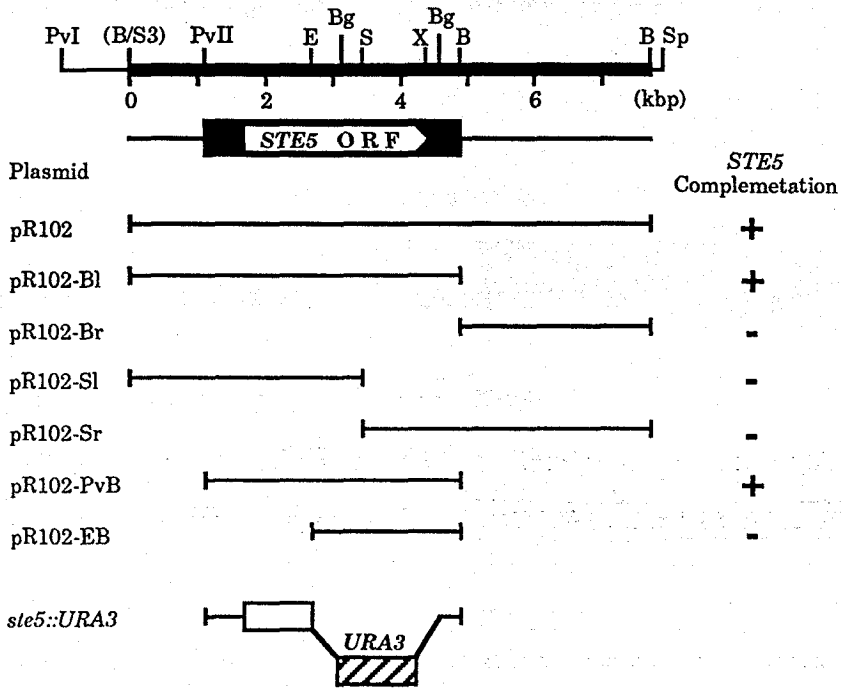 Bg Bg
PvI (B/S3) PvII E S X B B Sp
0 2 4 6 (kbp)
STE5 ORF
Plasmid
STE5
Complemetation
pR102 +
pR102-Bl +
pR102-Br -
pR102-Sl -
pR102-Sr -
pR102-PvB +
pR102-EB -
ste5::URA3
URA3